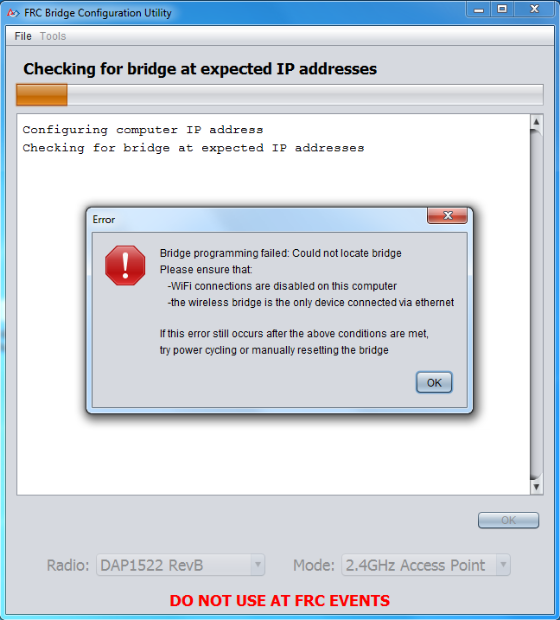 FRC Bridge Configuration Utility
File Tools
Checking for bridge at expected IP addresses
Configuring computer IP address
Checking for bridge at expected IP addresses
Error
Bridge programming failed: Could not locate bridge
Please ensure that:
-WiFi connections are disabled on this computer
-the wireless bridge is the only device connected via ethernet
If this error still occurs after the above conditions are met,
try power cycling or manually resetting the bridge
OK
OK
Radio: DAP1522 RevB Mode: 2.4GHz Access Point
DO NOT USE AT FRC EVENTS